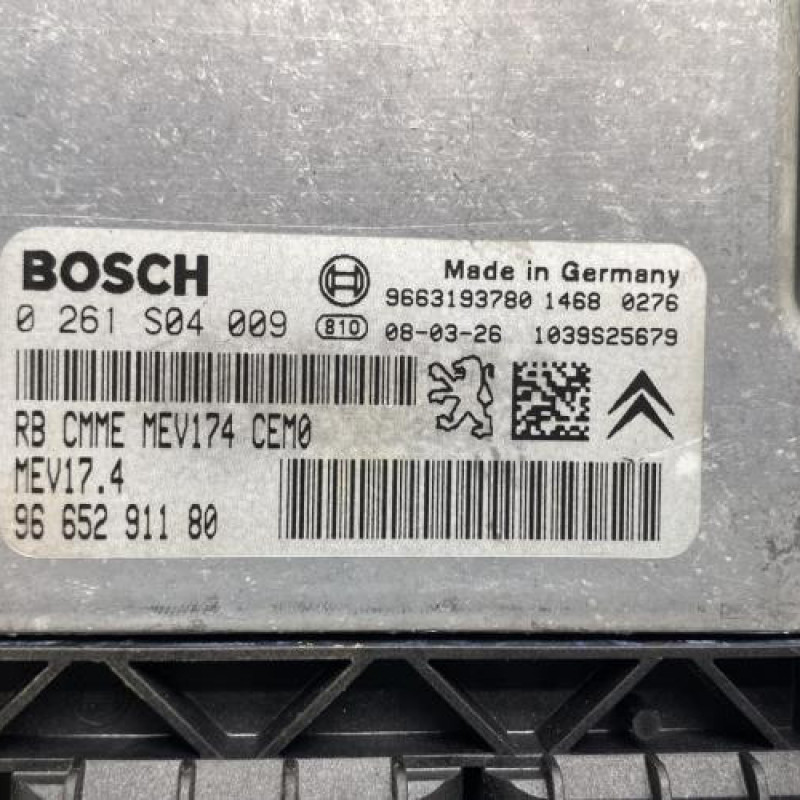 BOSCH
Made in Germany
9663193780 1468 0276
0 261 S04 009
810
08-03-26 1039S25679
RB CMME MEV174 CEM0
MEV17.4
96 652 911 80